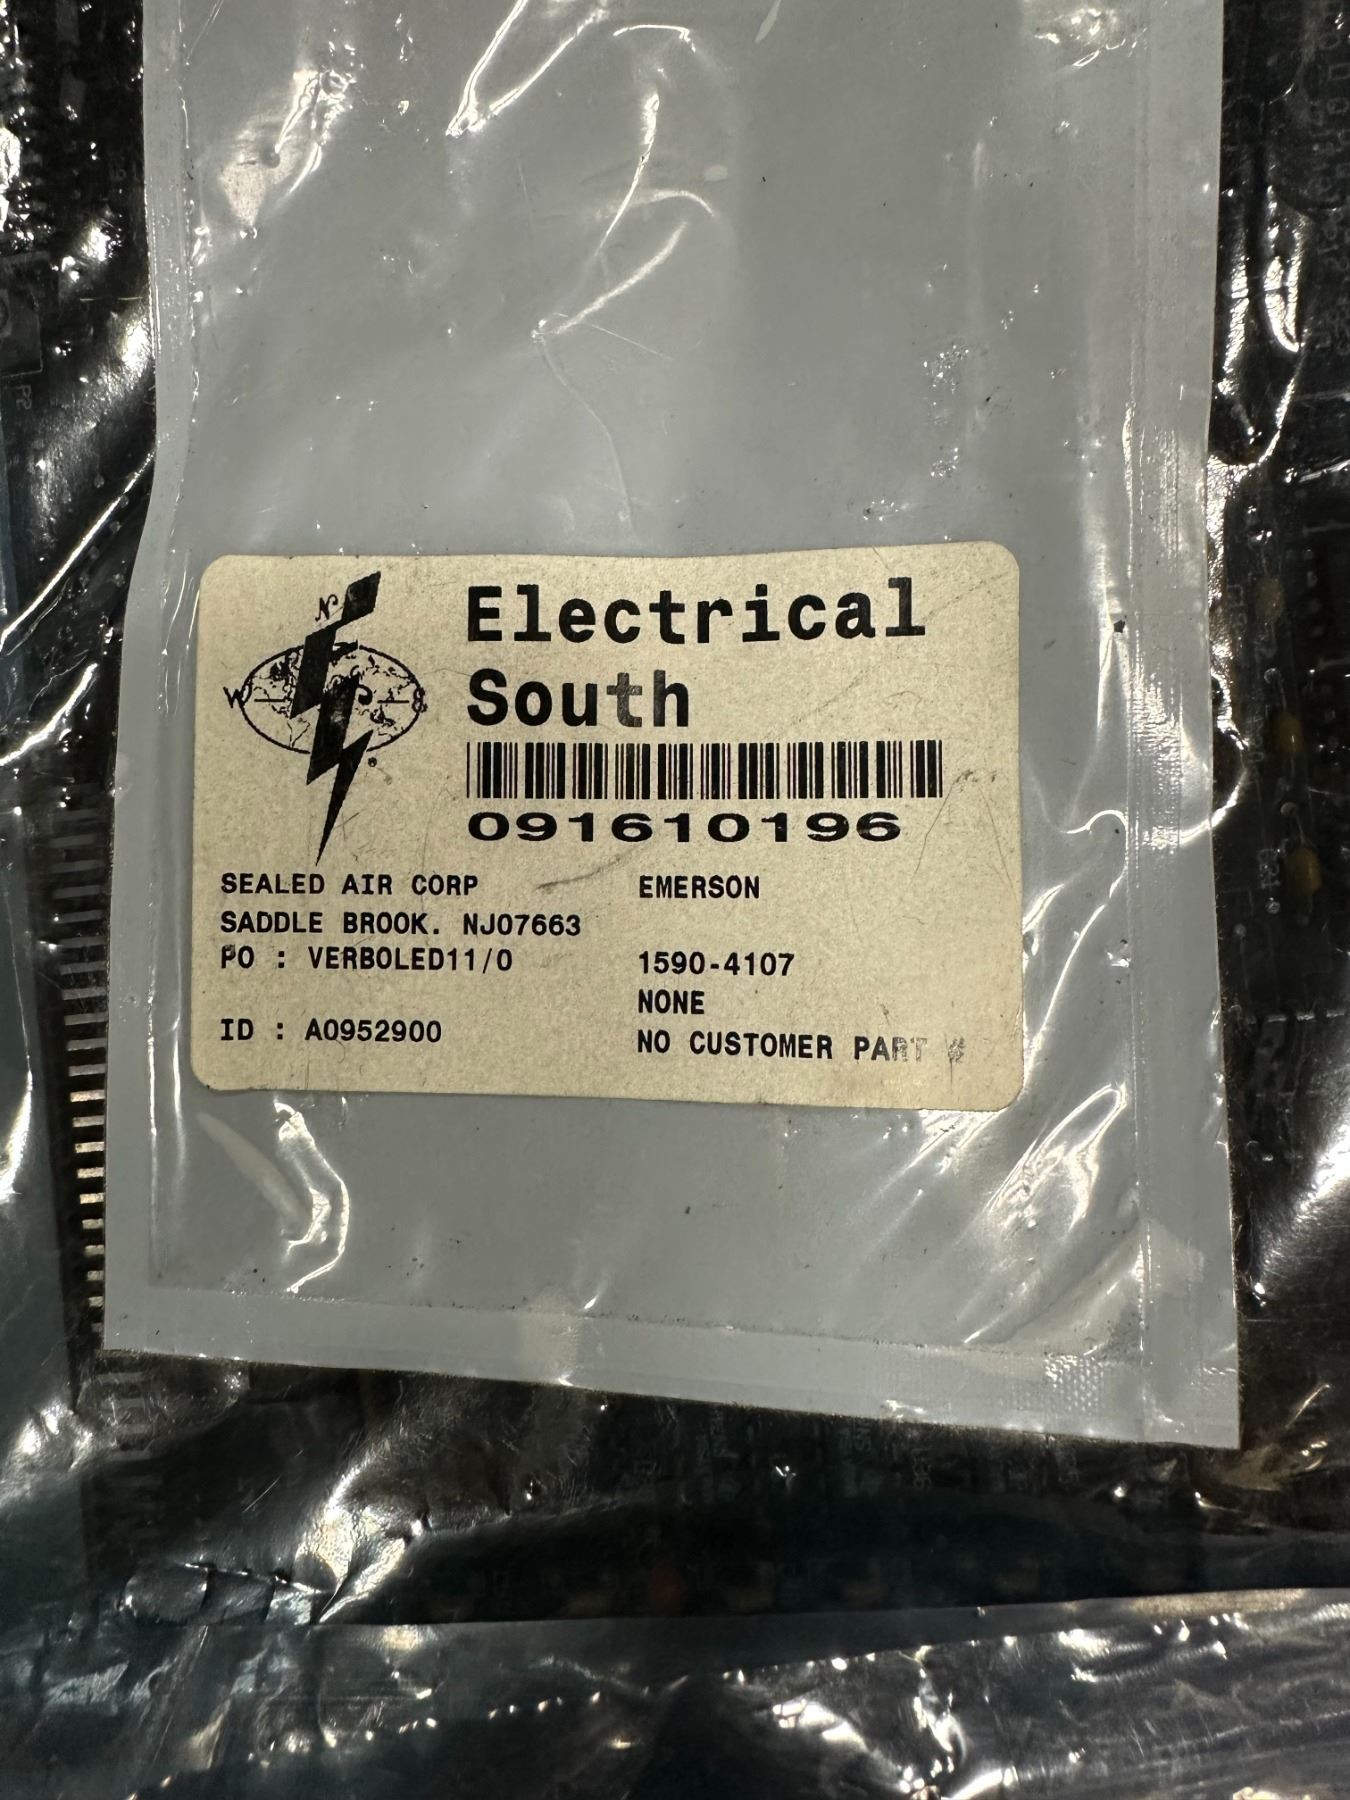 N
W
Electrical
South
091610196
SEALED AIR CORP
SADDLE BROOK. NJ07663
PO : VERBOLED11/0
ID : A0952900
EMERSON
1590-4107
NONE
NO CUSTOMER PART #